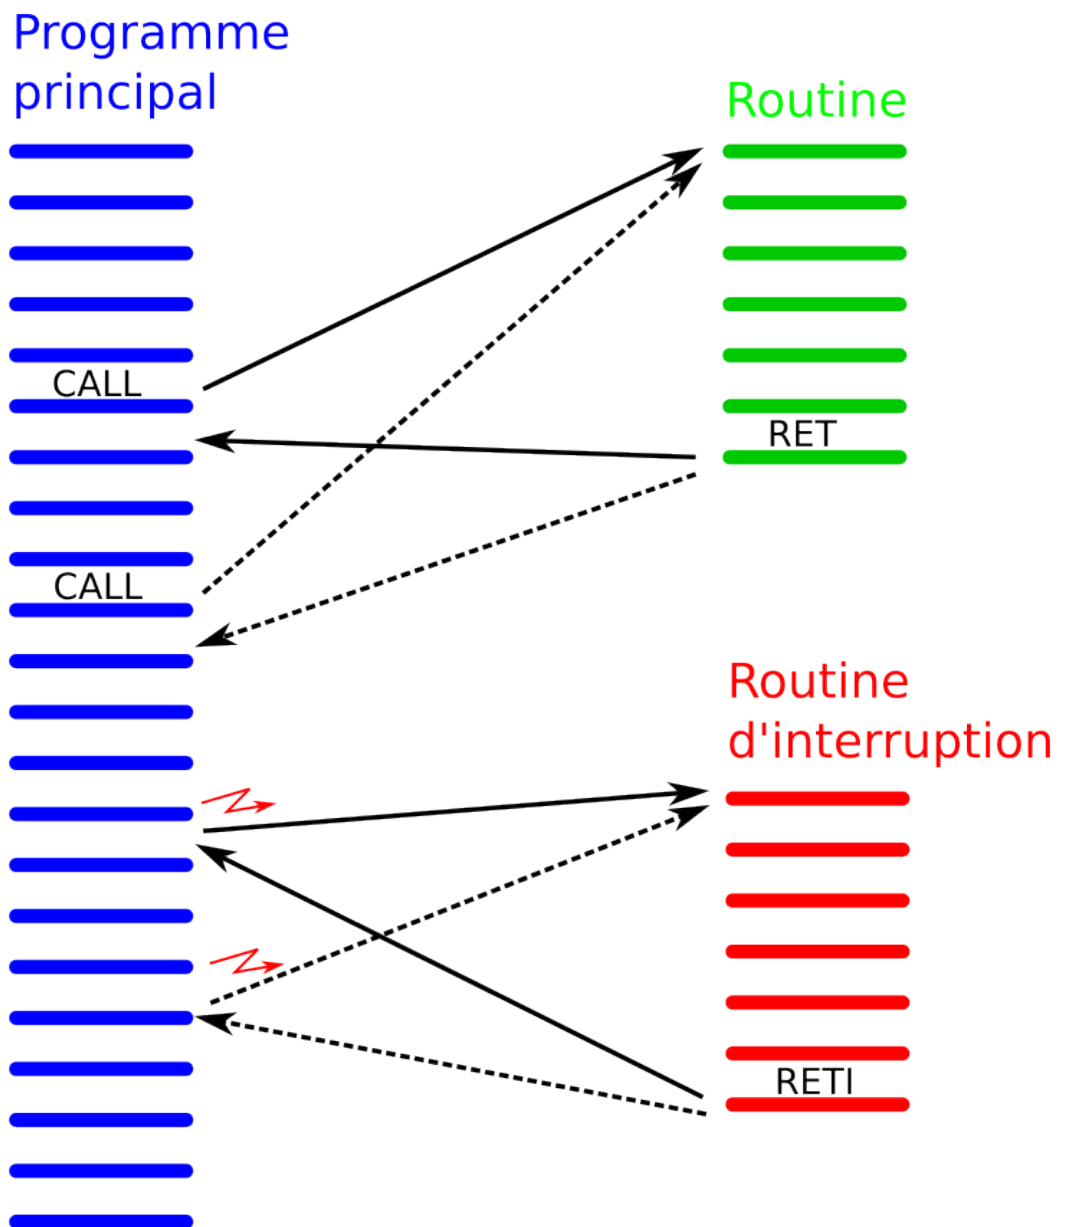 Programme
principal
Routine
CALL
RET
CALL
Routine
d'interruption
RETI